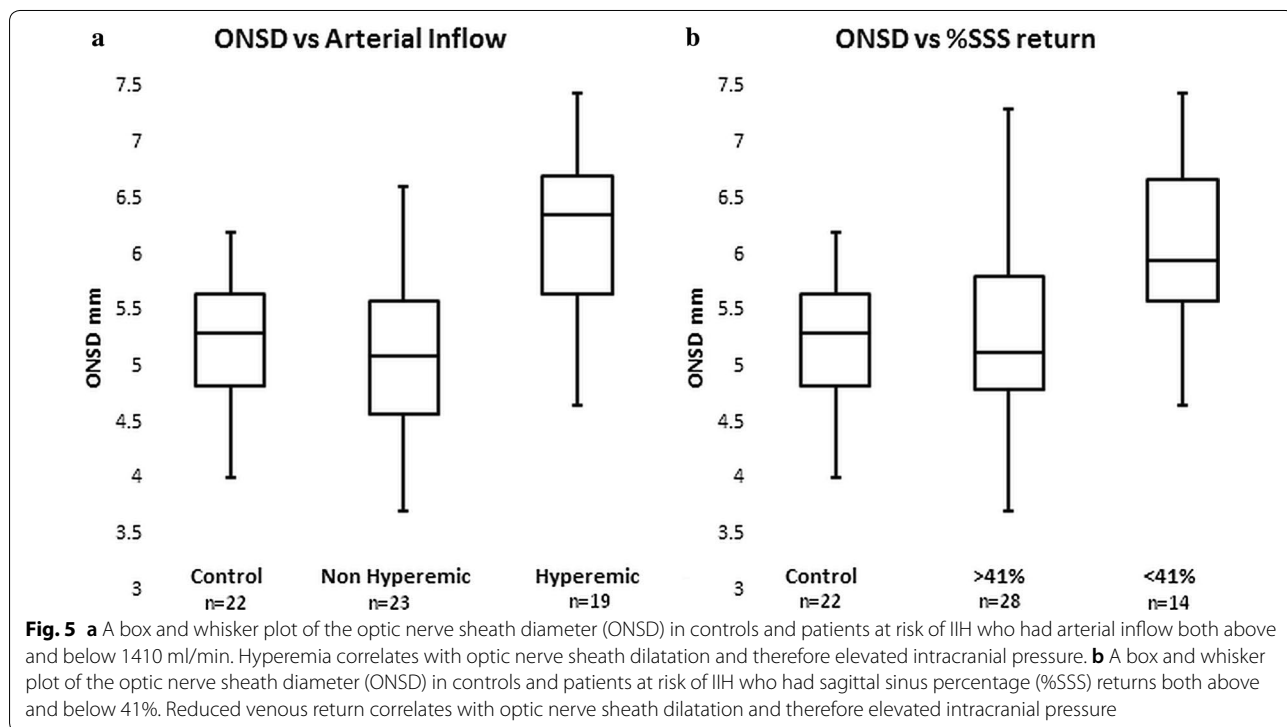 a ONSD vs Arterial Inflow
7.5
7
6.5
6
5.5
5
4.5
4
3.5
3
ONSD mm
Control Non Hyperemic Hyperemic
n=22 n=23 n=19
b ONSD vs %SSS return
7.5
7
6.5
6
5.5
5
4.5
4
3.5
3
ONSD mm
Control >41% <41%
n=22 n=28 n=14
Fig. 5 a A box and whisker plot of the optic nerve sheath diameter (ONSD) in controls and patients at risk of IIH who had arterial inflow both above
and below 1410 ml/min. Hyperemia correlates with optic nerve sheath dilatation and therefore elevated intracranial pressure. b A box and whisker
plot of the optic nerve sheath diameter (ONSD) in controls and patients at risk of IIH who had sagittal sinus percentage (%SSS) returns both above
and below 41%. Reduced venous return correlates with optic nerve sheath dilatation and therefore elevated intracranial pressure